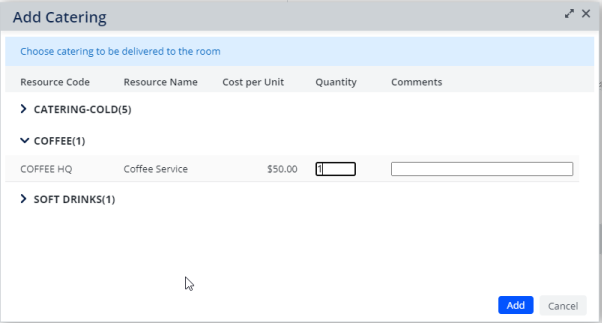 Add Catering
Choose catering to be delivered to the room
Resource Code Resource Name Cost per Unit Quantity Comments
CATERING-COLD(5)
COFFEE(1)
COFFEE HQ Coffee Service $50.00 1
SOFT DRINKS(1)
Add Cancel